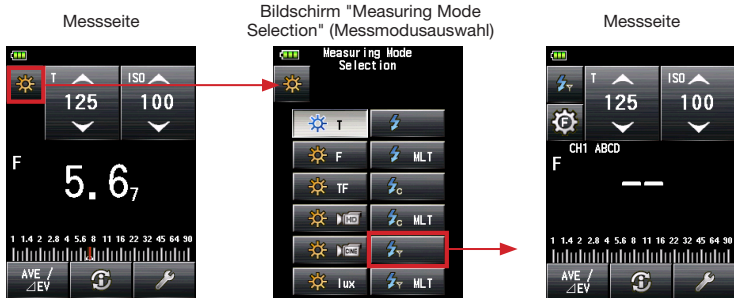 Messseite
Bildschirm "Measuring Mode
Selection" (Messmodusauswahl)
Messseite
T
125
ISO
100
F
5.6₇
1 1.4 2 2.8 4 5.6 8 11 16 22 32 45 64 90
AVE /
⊿EV
Measuring Mode
Selection
T
F
MLT
TF
C
HD
C MLT
CINE
Y
lux
Y MLT
Y
T
125
ISO
100
F
CH1 ABCD
F
--
1 1.4 2 2.8 4 5.6 8 11 16 22 32 45 64 90
AVE /
⊿EV